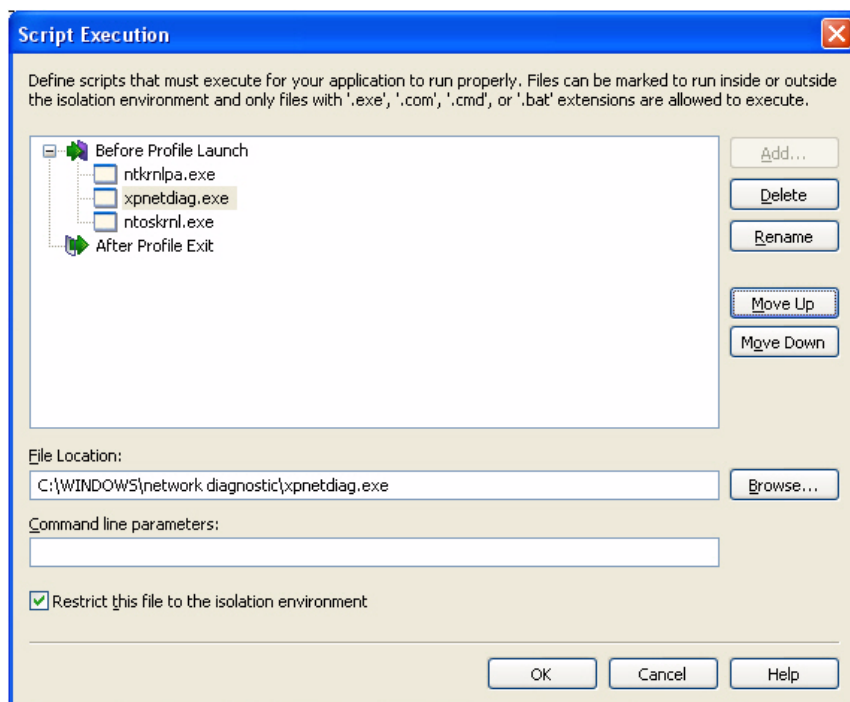 Script Execution
Define scripts that must execute for your application to run properly. Files can be marked to run inside or outside
the isolation environment and only files with '.exe', '.com', '.cmd', or '.bat' extensions are allowed to execute.
Before Profile Launch
Add...
ntkrnlpa.exe
xpnetdiag.exe
Delete
ntoskrnl.exe
Rename
After Profile Exit
Move Up
Move Down
File Location:
C:\WINDOWS\network diagnostic\xpnetdiag.exe
Browse...
Command line parameters:
Restrict this file to the isolation environment
OK
Cancel
Help